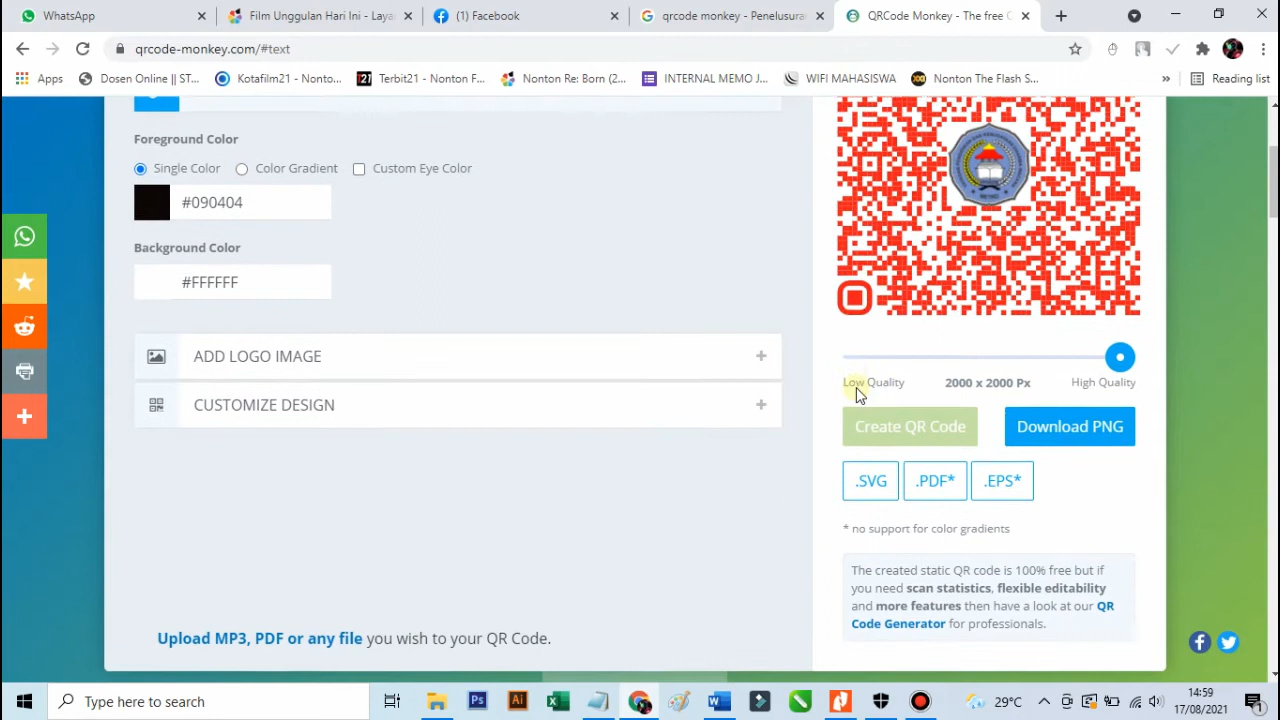 WhatsApp
Film Unggulan Hari Ini - Laya
(1) Facebook
qrcode monkey - Penelusura
QRCode Monkey - The free C
qrcode-monkey.com/#text
Apps
Dosen Online || ST...
Kotafilm21 - Nonto...
Terbit21 - Nonton F...
Nonton Re: Born (2...
INTERNAL MEMO J...
WIFI MAHASISWA
Nonton The Flash S...
»
Reading list
Foreground Color
Single Color
Color Gradient
Custom Eye Color
#090404
Background Color
#FFFFFF
ADD LOGO IMAGE
+
CUSTOMIZE DESIGN
+
Upload MP3, PDF or any file you wish to your QR Code.
Low Quality
2000 x 2000 Px
High Quality
Create QR Code
Download PNG
.SVG
.PDF*
.EPS*
* no support for color gradients
The created static QR code is 100% free but if
you need scan statistics, flexible editability
and more features then have a look at our QR
Code Generator for professionals.
Type here to search
29°C
14:59
17/08/2021